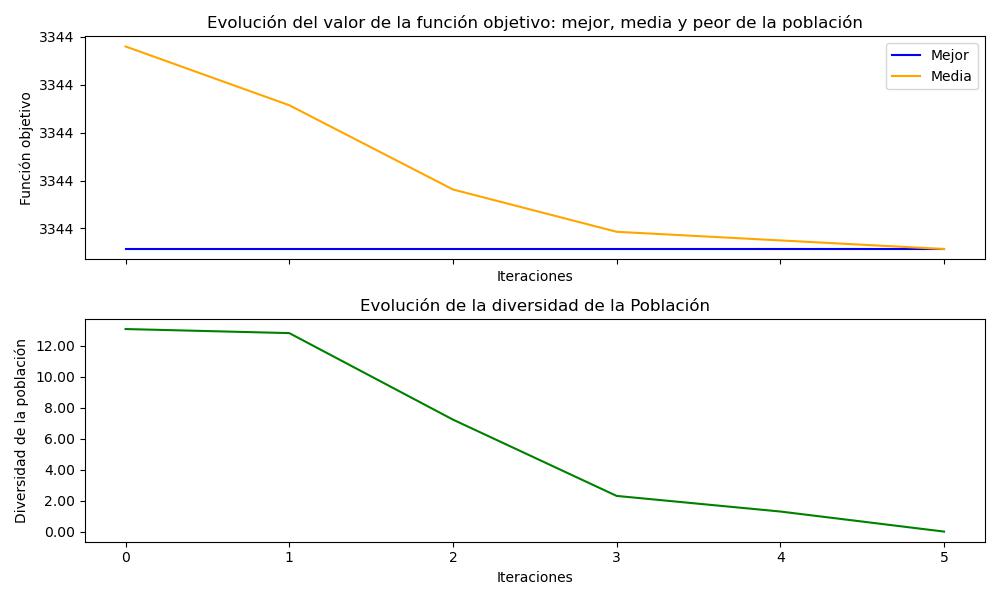 Evolución del valor de la función objetivo: mejor, media y peor de la población
3344
3344
3344
3344
3344
Función objetivo
Mejor
Media
Iteraciones
Evolución de la diversidad de la Población
12.00
10.00
8.00
6.00
4.00
2.00
0.00
Diversidad de la población
0 1 2 3 4 5
Iteraciones